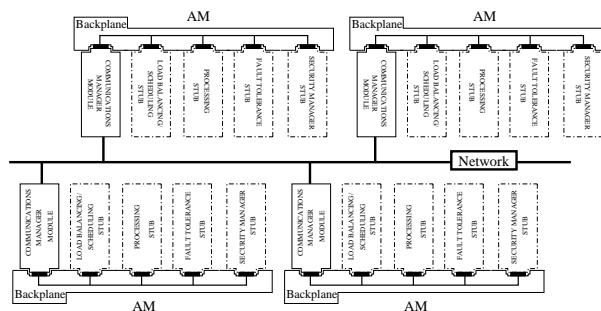 AM
Backplane
COMMUNICATIONS
MANAGER
MODULE
LOAD BALANCING/
SCHEDULING
STUB
PROCESSING
STUB
FAULT TOLERANCE
STUB
SECURITY MANAGER
STUB
AM
Backplane
COMMUNICATIONS
MANAGER
MODULE
LOAD BALANCING/
SCHEDULING
STUB
PROCESSING
STUB
FAULT TOLERANCE
STUB
SECURITY MANAGER
STUB
Network
COMMUNICATIONS
MANAGER
MODULE
LOAD BALANCING/
SCHEDULING
STUB
PROCESSING
STUB
FAULT TOLERANCE
STUB
SECURITY MANAGER
STUB
Backplane
AM
COMMUNICATIONS
MANAGER
MODULE
LOAD BALANCING/
SCHEDULING
STUB
PROCESSING
STUB
FAULT TOLERANCE
STUB
SECURITY MANAGER
STUB
Backplane
AM